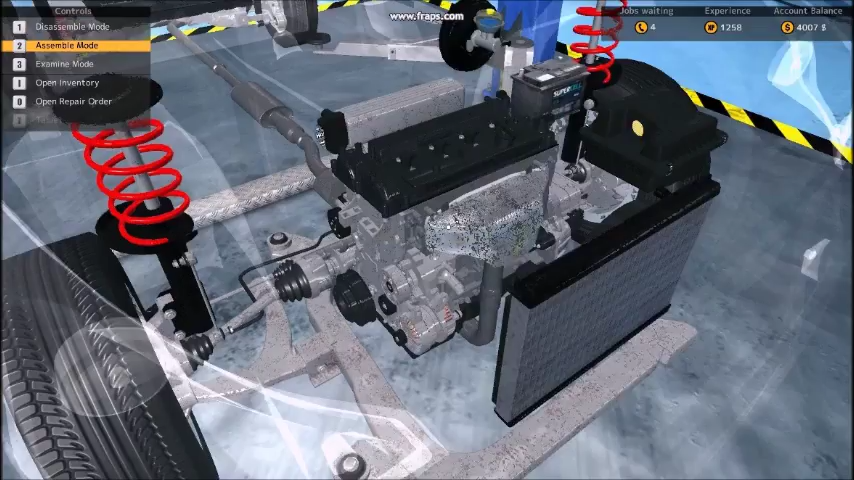 www.fraps.com
Controls
1 Disassemble Mode
2 Assemble Mode
3 Examine Mode
I Open Inventory
O Open Repair Order
Jobs waiting
4
Experience
XP 1258
Account Balance
$ 4007 $
SUPER